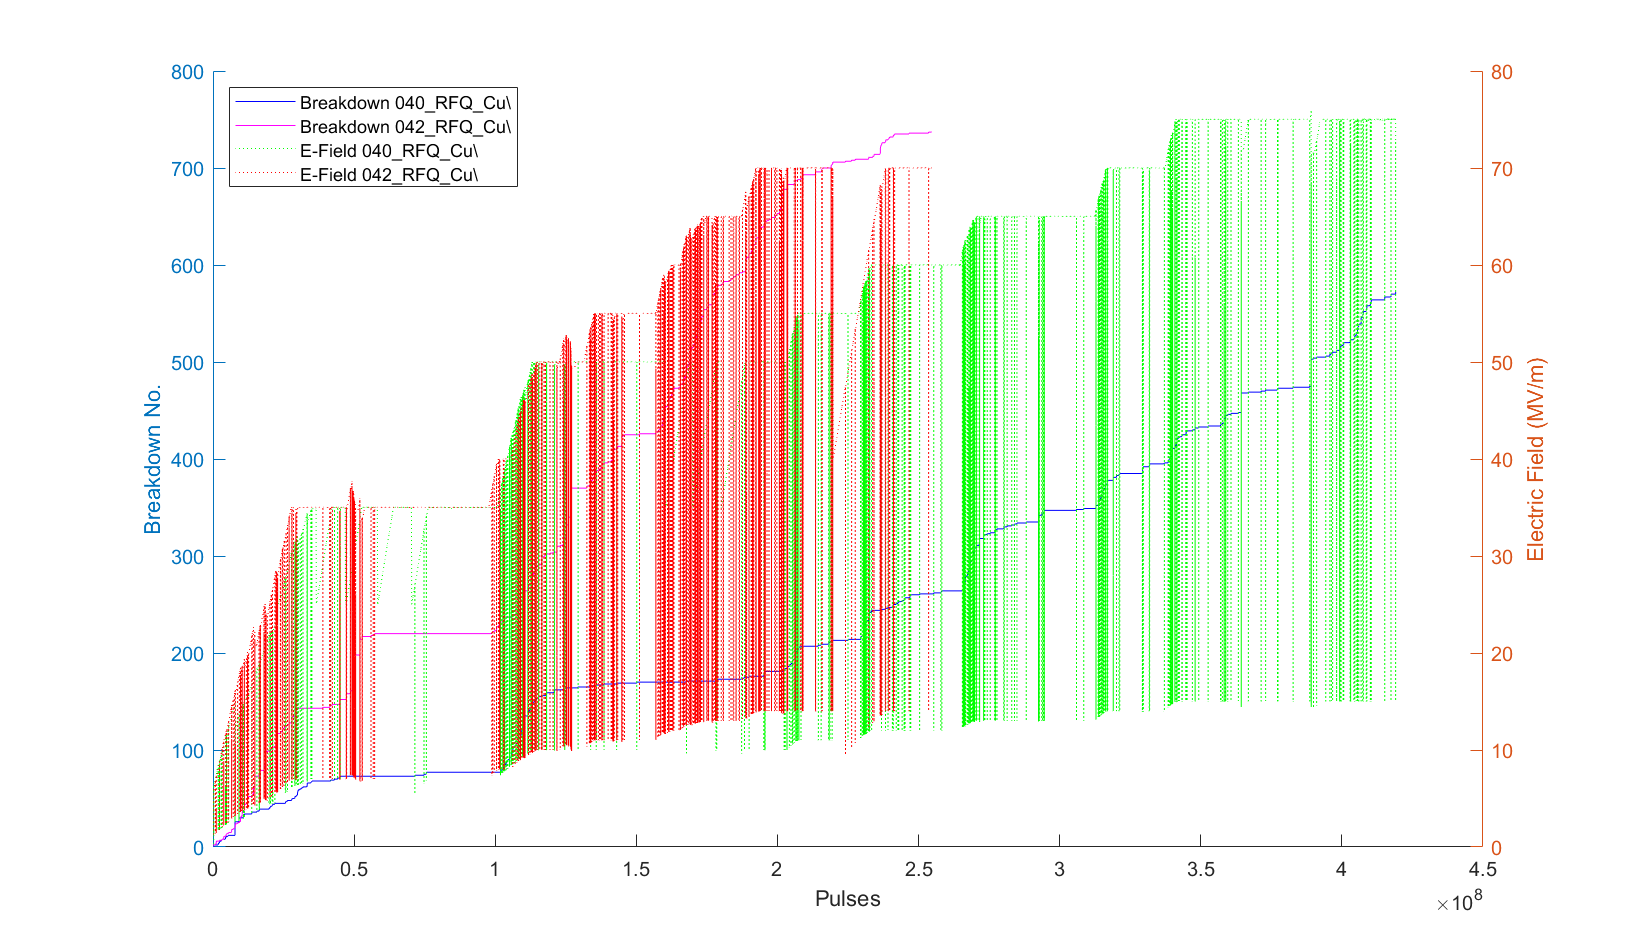 800
700
600
500
400
300
200
100
0
Breakdown No.
Breakdown 040_RFQ_Cu\
Breakdown 042_RFQ_Cu\
E-Field 040_RFQ_Cu\
E-Field 042_RFQ_Cu\
80
70
60
50
40
30
20
10
0
Electric Field (MV/m)
0 0.5 1 1.5 2 2.5 3 3.5 4 4.5
Pulses
×10^8